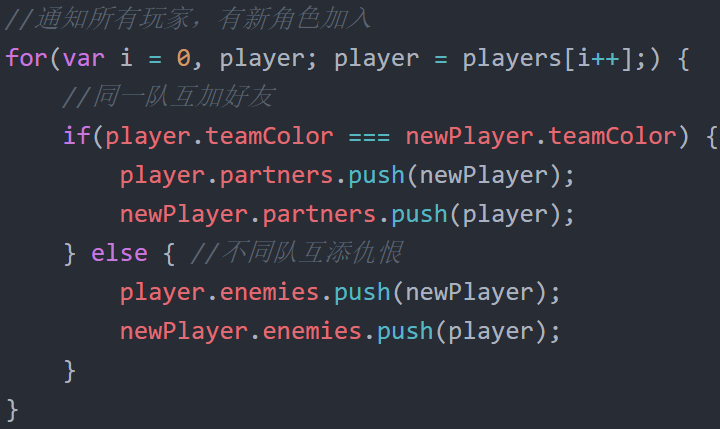 //通知所有玩家，有新角色加入
for(var i = 0, player; player = players[i++];) {
    //同一队互加好友
    if(player.teamColor === newPlayer.teamColor) {
        player.partners.push(newPlayer);
        newPlayer.partners.push(player);
    } else { //不同队互添仇恨
        player.enemies.push(newPlayer);
        newPlayer.enemies.push(player);
    }
}